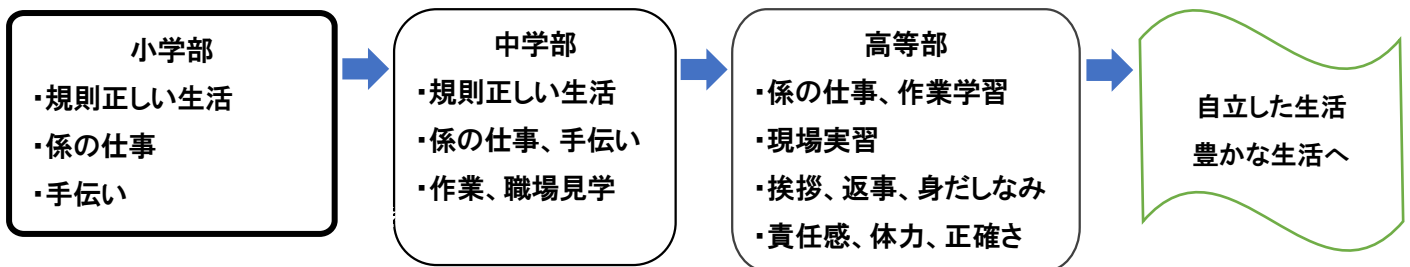 小学部
・規則正しい生活
・係の仕事
・手伝い
中学部
・規則正しい生活
・係の仕事、手伝い
・作業、職場見学
高等部
・係の仕事、作業学習
・現場実習
・挨拶、返事、身だしなみ
・責任感、体力、正確さ
自立した生活
豊かな生活へ